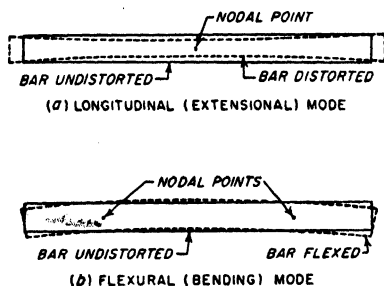 NODAL POINT
BAR UNDISTORTED
BAR DISTORTED
(a) LONGITUDINAL (EXTENSIONAL) MODE
NODAL POINTS
BAR UNDISTORTED
BAR FLEXED
(b) FLEXURAL (BENDING) MODE